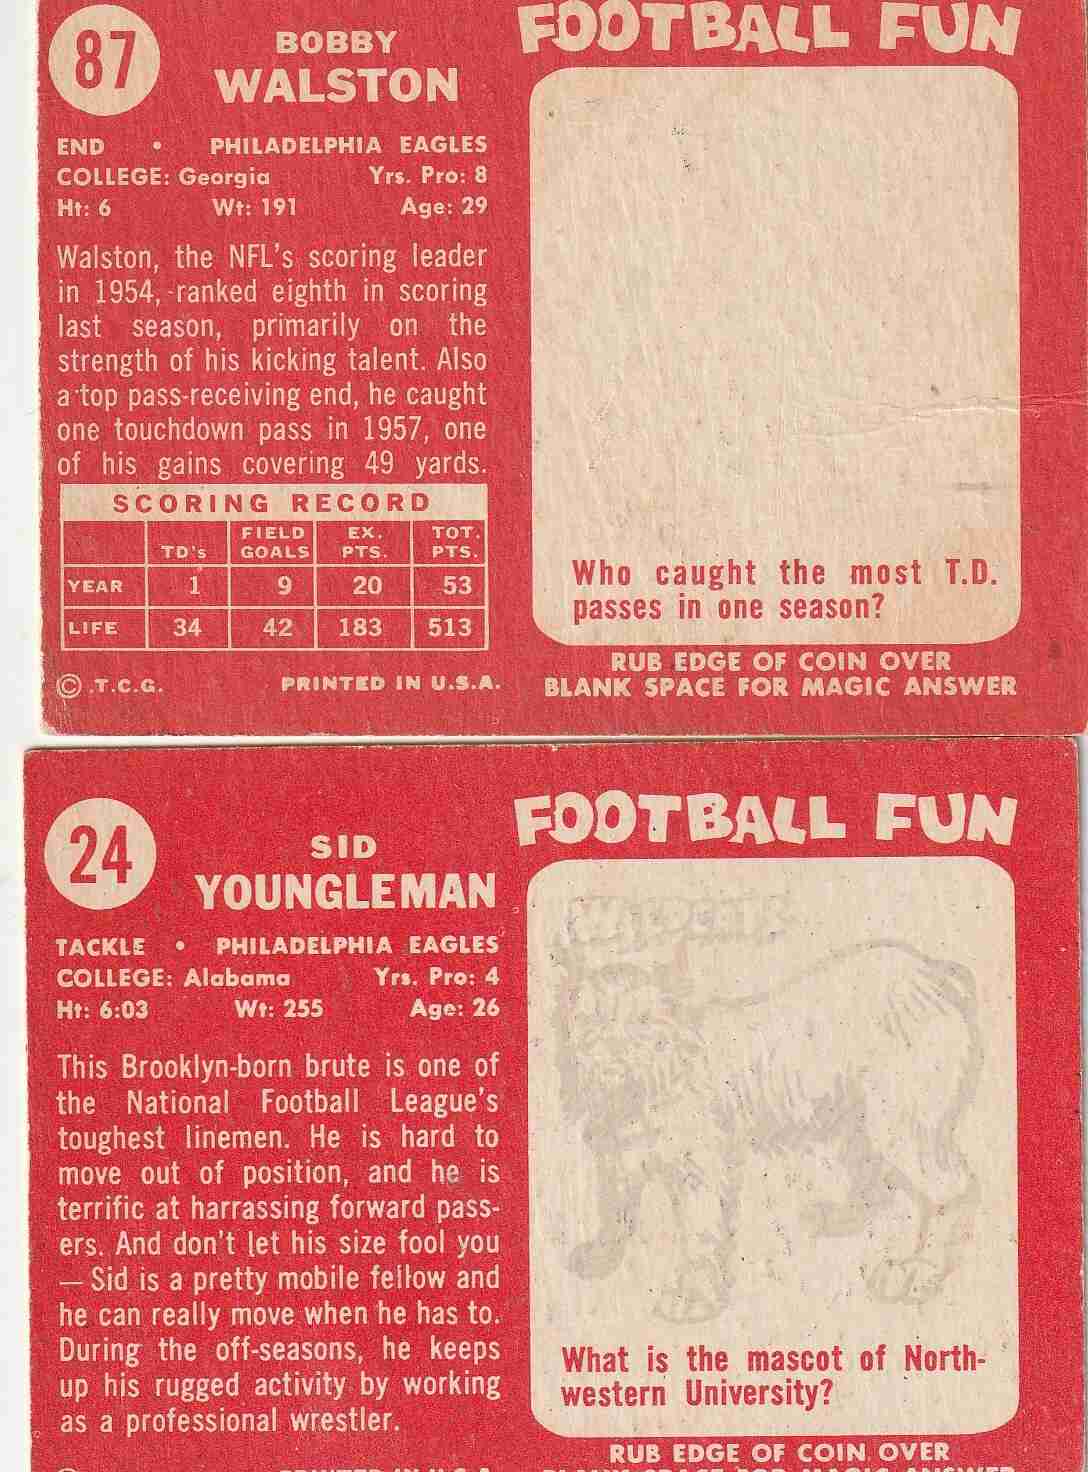 87
BOBBY
WALSTON
END • PHILADELPHIA EAGLES
COLLEGE: Georgia Yrs. Pro: 8
Ht: 6 Wt: 191 Age: 29
Walston, the NFL's scoring leader
in 1954, ranked eighth in scoring
last season, primarily on the
strength of his kicking talent. Also
a top pass-receiving end, he caught
one touchdown pass in 1957, one
of his gains covering 49 yards.
SCORING RECORD
TD's FIELD GOALS EX. PTS. TOT. PTS.
YEAR 1 9 20 53
LIFE 34 42 183 513
© T.C.G. PRINTED IN U.S.A.
FOOTBALL FUN
Who caught the most T.D.
passes in one season?
RUB EDGE OF COIN OVER
BLANK SPACE FOR MAGIC ANSWER
24
SID
YOUNGLEMAN
TACKLE • PHILADELPHIA EAGLES
COLLEGE: Alabama Yrs. Pro: 4
Ht: 6:03 Wt: 255 Age: 26
This Brooklyn-born brute is one of
the National Football League's
toughest linemen. He is hard to
move out of position, and he is
terrific at harrassing forward pass-
ers. And don't let his size fool you
— Sid is a pretty mobile fellow and
he can really move when he has to.
During the off-seasons, he keeps
up his rugged activity by working
as a professional wrestler.
PRINTED IN U.S.A.
FOOTBALL FUN
What is the mascot of North-
western University?
RUB EDGE OF COIN OVER
BLANK SPACE FOR MAGIC ANSWER